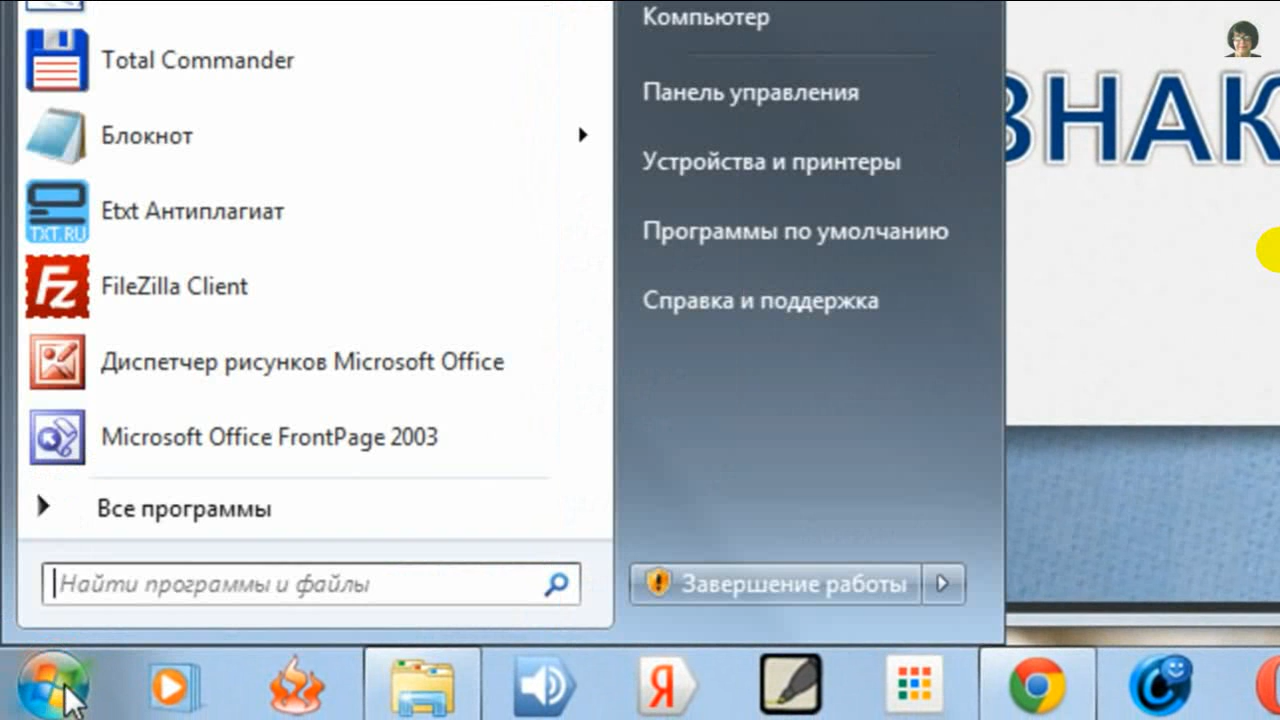 Total Commander
Блокнот
Etxt Антиплагиат
TXT.RU
FileZilla Client
Диспетчер рисунков Microsoft Office
Microsoft Office FrontPage 2003
Все программы
Найти программы и файлы
Компьютер
Панель управления
Устройства и принтеры
Программы по умолчанию
Справка и поддержка
Завершение работы
ЗНАК
Я